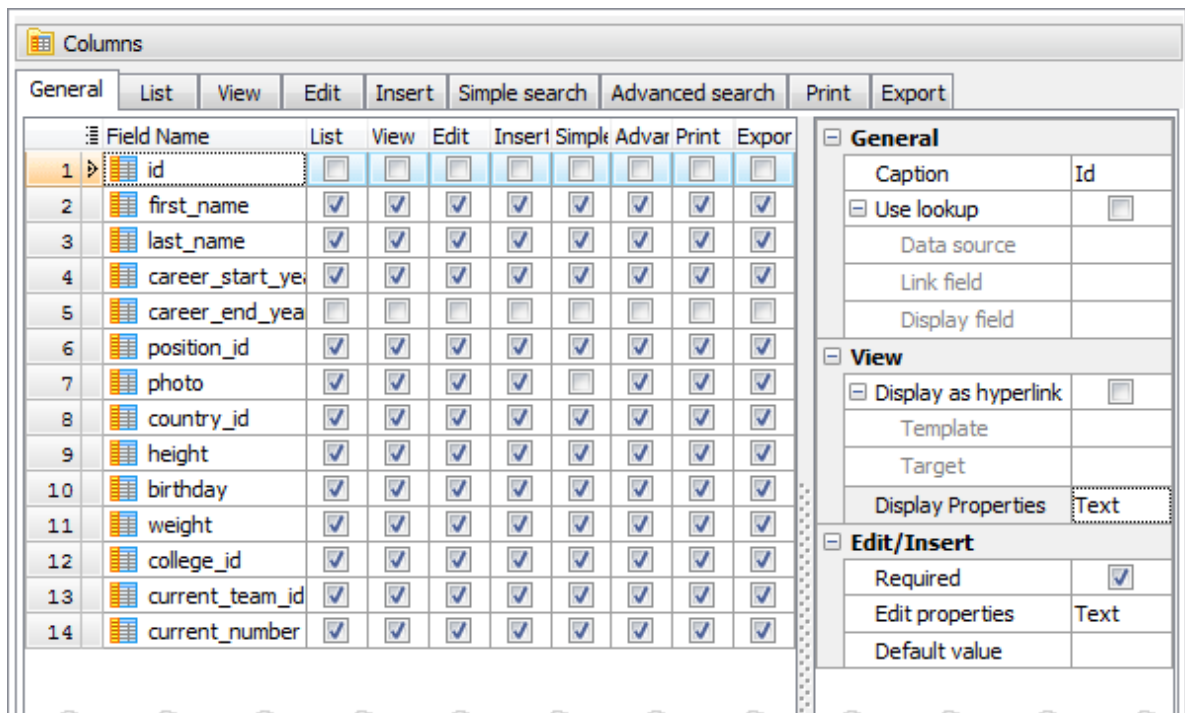 Columns
General List View Edit Insert Simple search Advanced search Print Export
Field Name List View Edit Insert Simple Advar Print Expor
1 id
2 first_name
3 last_name
4 career_start_yea
5 career_end_yea
6 position_id
7 photo
8 country_id
9 height
10 birthday
11 weight
12 college_id
13 current_team_id
14 current_number
General
Caption Id
Use lookup
Data source
Link field
Display field
View
Display as hyperlink
Template
Target
Display Properties Text
Edit/Insert
Required
Edit properties Text
Default value